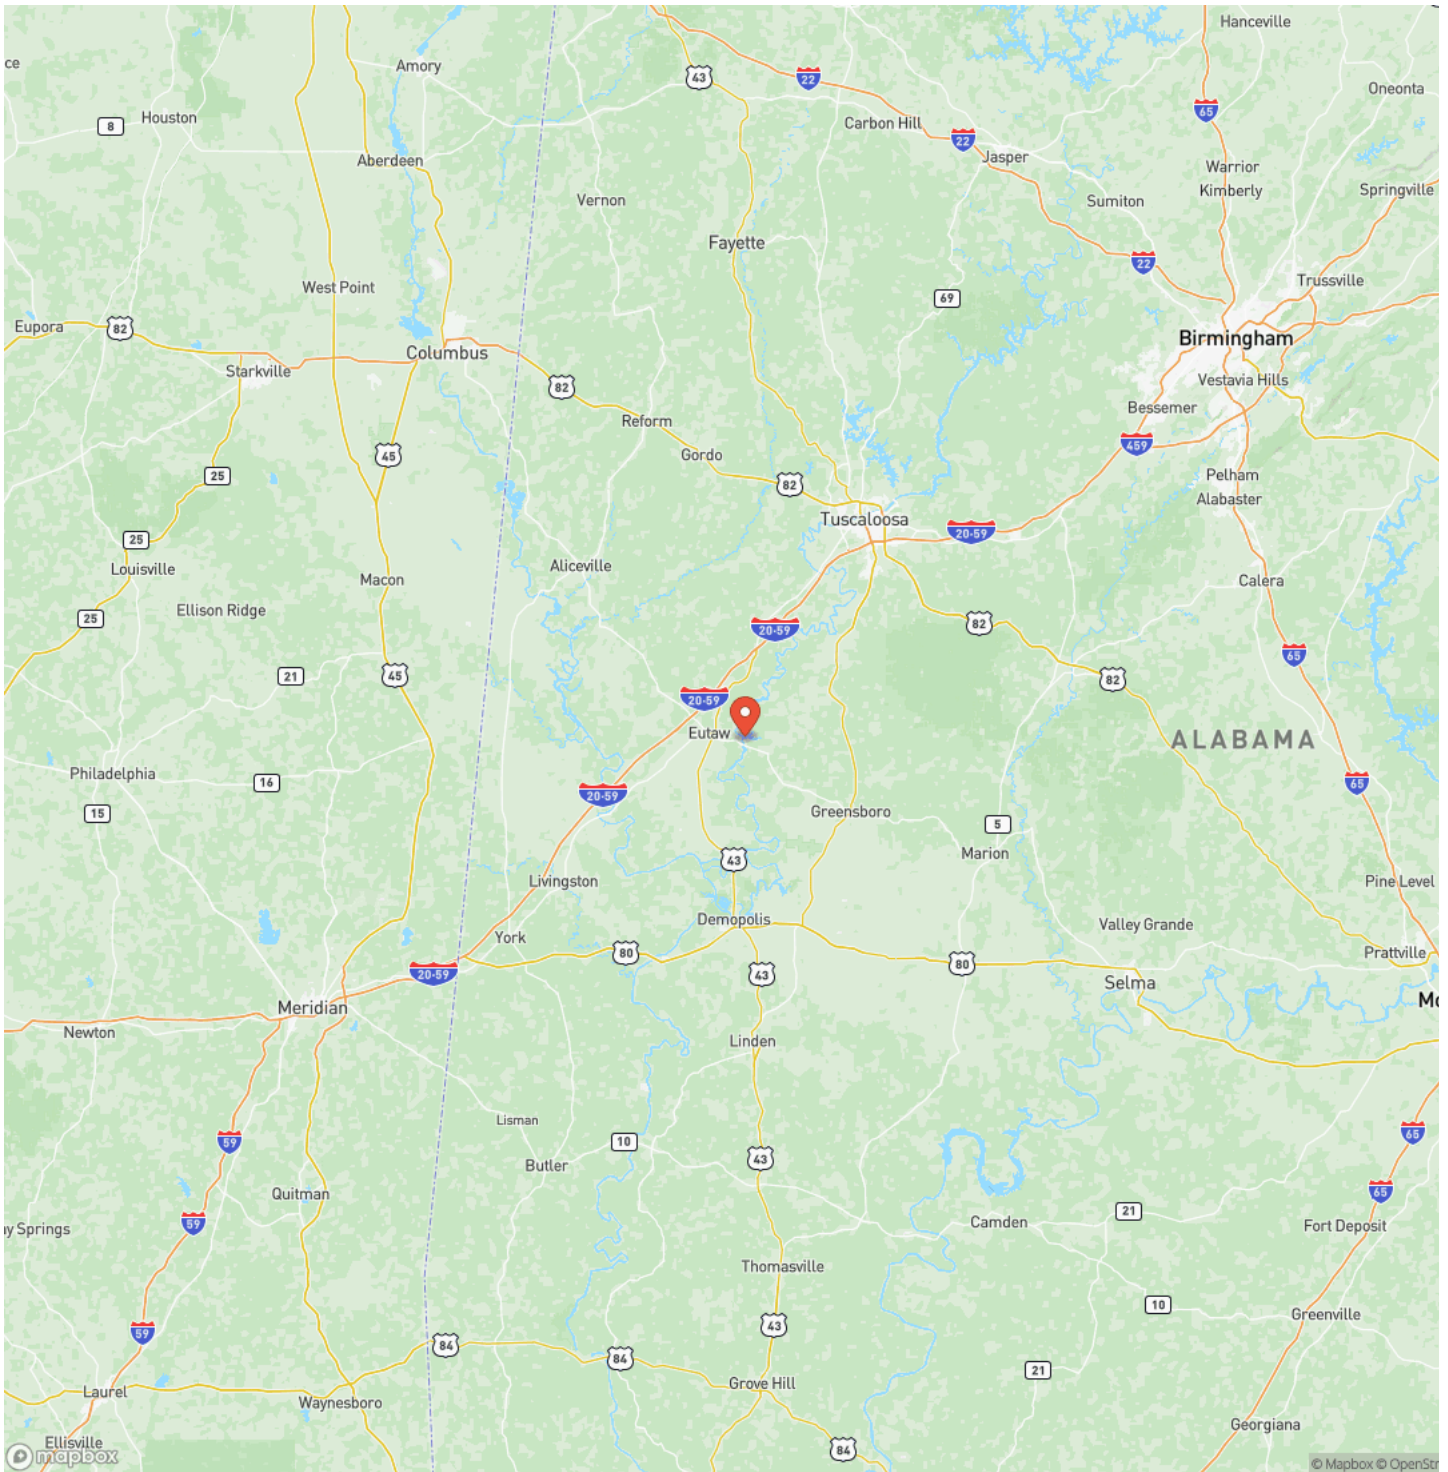 Hanceville
ce
Amory
43
22
Oneonta
Houston
8
65
Carbon Hill
22
Aberdeen
Jasper
Warrior
Kimberly
Springville
Vernon
Sumiton
Fayette
22
Trussville
West Point
69
Eupora
82
Birmingham
Columbus
Starkville
Vestavia Hills
82
Bessemer
Reform
459
45
Gordo
25
82
Pelham
Alabaster
Tuscaloosa
20-59
25
Louisville
Aliceville
Macon
Calera
Ellison Ridge
25
20-59
82
65
21
45
82
20-59
Eutaw
ALABAMA
Philadelphia
16
65
20-59
15
Greensboro
5
Marion
43
Livingston
Pine Level
Demopolis
Valley Grande
York
80
80
Prattville
20-59
43
Selma
Mo
Meridian
Newton
Linden
Lisman
65
59
10
43
Butler
Quitman
65
21
59
Camden
Fort Deposit
ay Springs
Thomasville
10
Greenville
59
43
84
84
21
Grove Hill
Laurel
Waynesboro
Georgiana
Ellisville
84
mapbox
© Mapbox © OpenStr